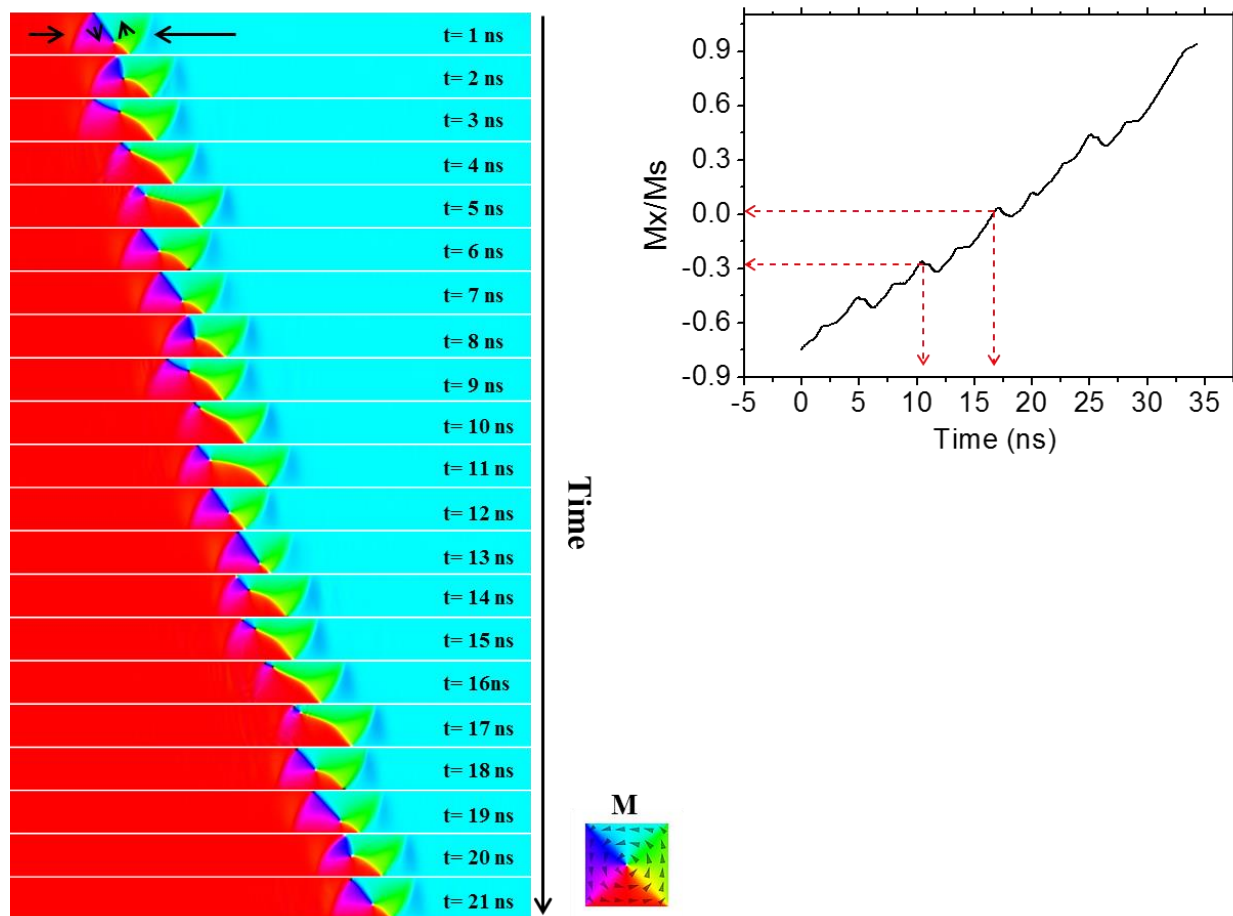 t= 1 ns
t= 2 ns
t= 3 ns
t= 4 ns
t= 5 ns
t= 6 ns
t= 7 ns
t= 8 ns
t= 9 ns
t= 10 ns
t= 11 ns
t= 12 ns
t= 13 ns
t= 14 ns
t= 15 ns
t= 16ns
t= 17 ns
t= 18 ns
t= 19 ns
t= 20 ns
t= 21 ns
Time
M
Mx/Ms
0.9
0.6
0.3
0.0
-0.3
-0.6
-0.9
-5 0 5 10 15 20 25 30 35
Time (ns)